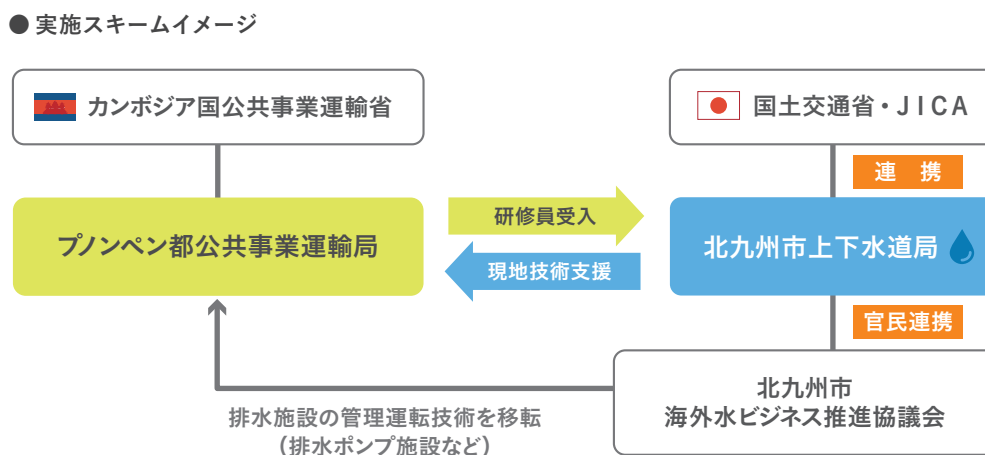 ● 実施スキームイメージ
カンボジア国公共事業運輸省
国土交通省・JICA
連 携
プノンペン都公共事業運輸局
研修員受入
現地技術支援
北九州市上下水道局
官民連携
北九州市
海外水ビジネス推進協議会
排水施設の管理運転技術を移転
(排水ポンプ施設など)